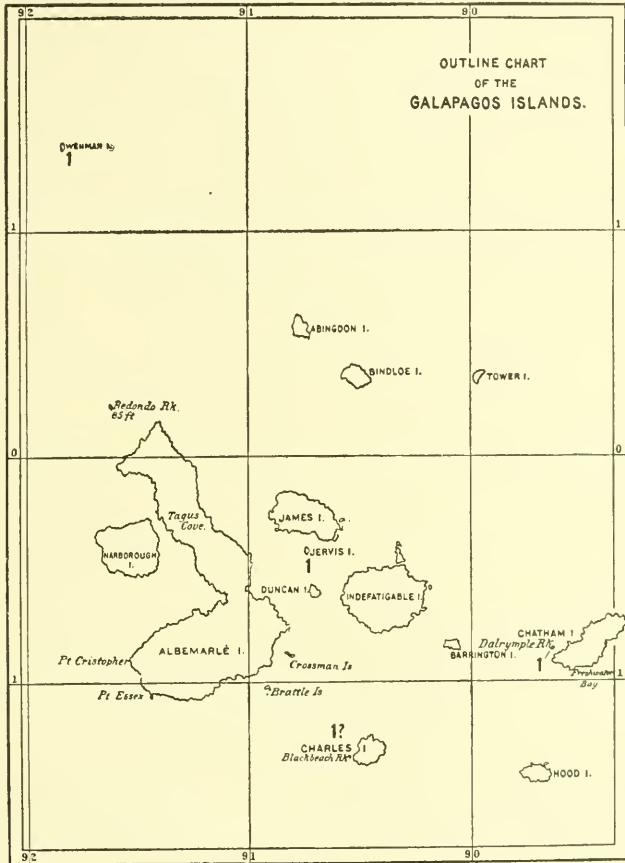 92 91 90
OUTLINE CHART
OF THE
GALAPAGOS ISLANDS.
WENMAN I.
1
1 1
ABINGDON I.
BINDLOE I.
TOWER I.
Redondo Rk.
85 ft
0 0
Tagus
Cove.
JAMES I.
NARBOROUGH
I.
JERVIS I.
1
DUNCAN I.
INDEFATIGABLE I.
CHATHAM I
Dalrymple Rk.
BARRINGTON I.
1
Freshwater
Bay
ALBEMARLE I.
Pt Cristopher
Crossman Is
Pt Essex
Brattle Is
1 1
1?
CHARLES I
Blackbeach Rk
HOOD I.
92 91 90